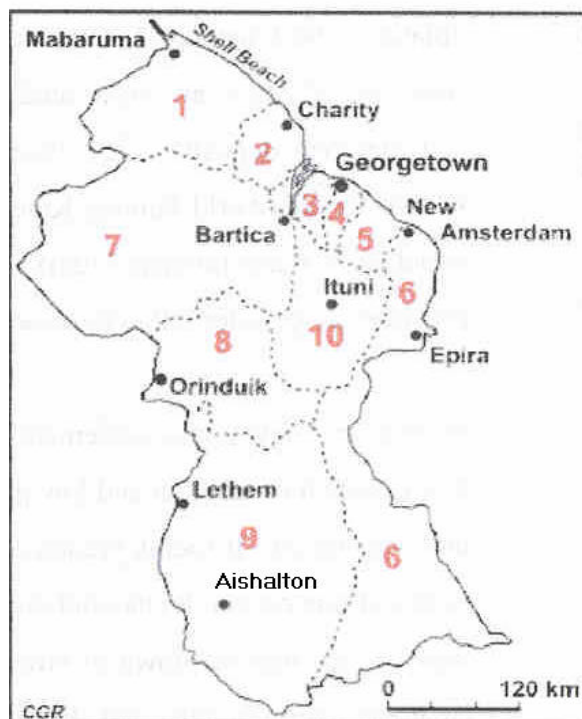 Mabaruma
Shell Beach
1
Charity
2
Georgetown
3
4
New
Amsterdam
5
7
Bartica
6
Ituni
10
8
Epira
Orinduik
Lethem
9
6
Aishalton
0
120 km
CGR